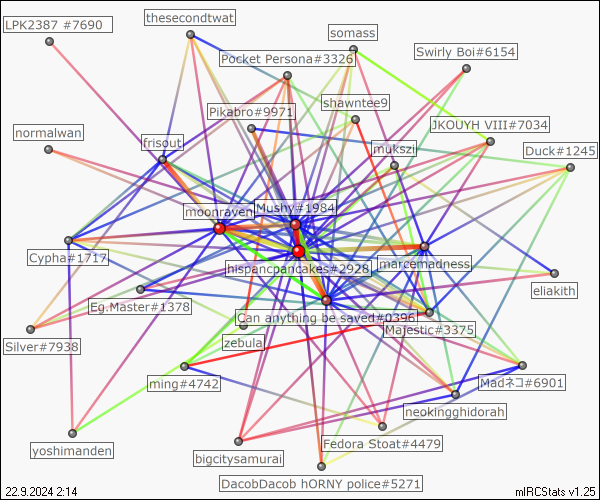 LPK2387 #7690
thesecondtwat
somass
Swirly Boi#6154
Pocket Persona#3326
Pikabro#9971
shawntee9
JKOUYH VIII#7034
normalwan
frisout
mukszi
Duck#1245
moonraven
Mushy#1984
Cypha#1717
hispancpancakes#2928
marcemadness
eliakith
Eg.Master#1378
Can anything be saved#0396
Majestic#3375
Silver#7938
zebulal
ming#4742
Madネコ#6901
neokingghidorah
yoshimanden
bigcitysamurai
Fedora Stoat#4479
DacobDacob hORNY police#5271
22.9.2024 2:14
mIRCStats v1.25